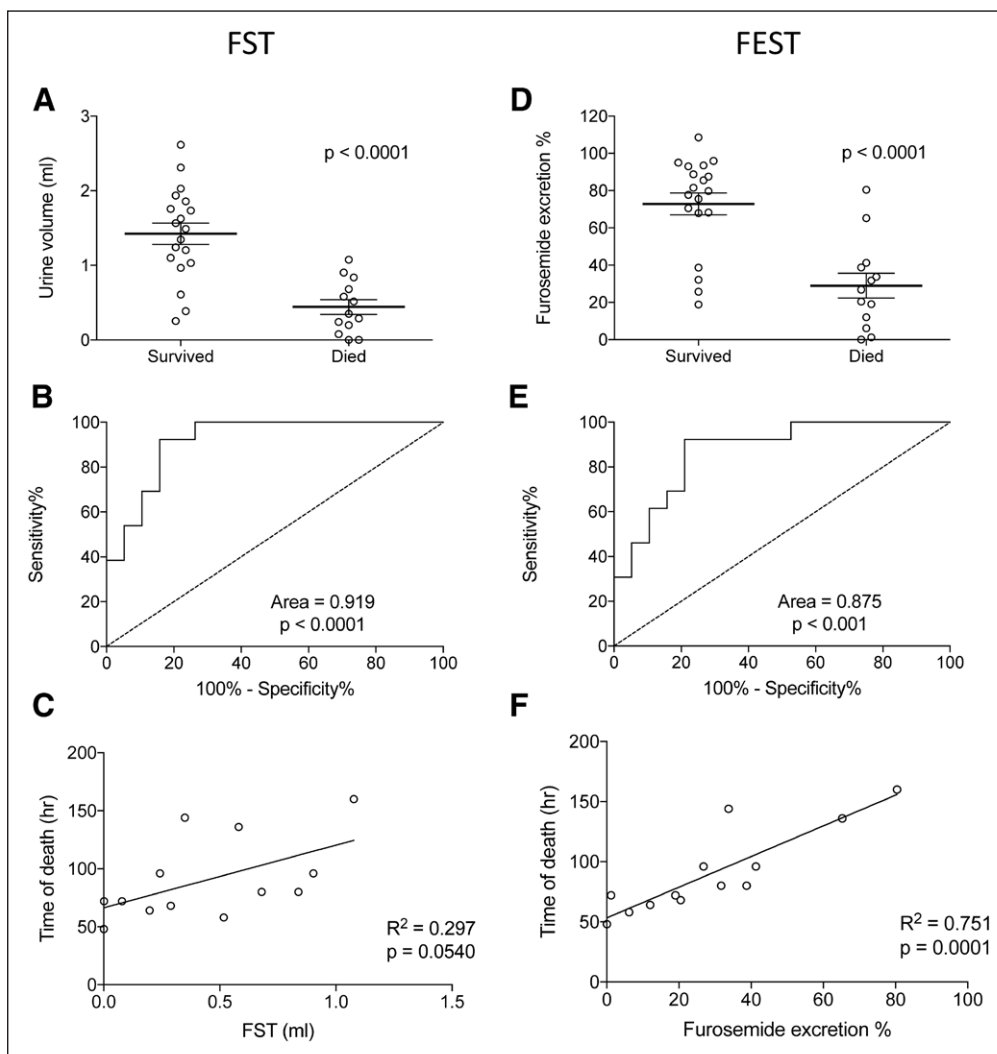 FST
FEST
A
Urine volume (ml)
3
2
1
0
p < 0.0001
Survived
Died
D
Furosemide excretion %
120
100
80
60
40
20
0
p < 0.0001
Survived
Died
B
Sensitivity%
100
80
60
40
20
0
Area = 0.919
p < 0.0001
0 20 40 60 80 100
100% - Specificity%
E
Sensitivity%
100
80
60
40
20
0
Area = 0.875
p < 0.001
0 20 40 60 80 100
100% - Specificity%
C
Time of death (hr)
200
150
100
50
0
R² = 0.297
p = 0.0540
0.0 0.5 1.0 1.5
FST (ml)
F
Time of death (hr)
200
150
100
50
0
R² = 0.751
p = 0.0001
0 20 40 60 80 100
Furosemide excretion %